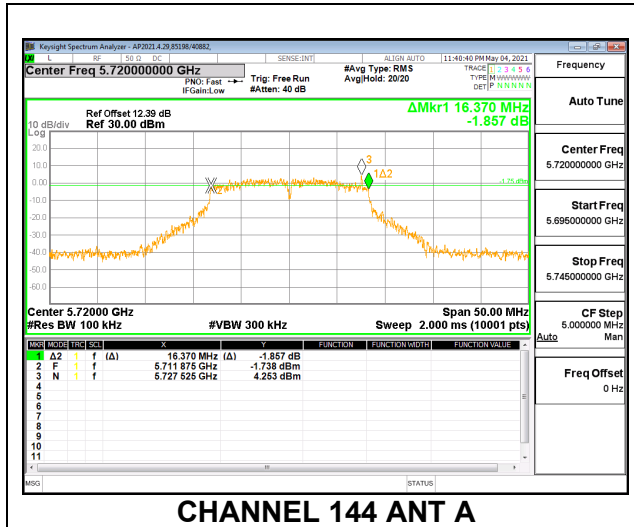 Keysight Spectrum Analyzer - AP2021.4.29,85198/40882,
L RF 50 Ω DC SENSE:INT ALIGN AUTO 11:40:40 PM May 04, 2021
Center Freq 5.720000000 GHz #Avg Type: RMS TRACE 1 2 3 4 5 6
PNO: Fast Trig: Free Run Avg|Hold: 20/20 TYPE M WWWWW
IFGain:Low #Atten: 40 dB DET P N N N N N
Frequency
Auto Tune
Center Freq
5.720000000 GHz
Start Freq
5.695000000 GHz
Stop Freq
5.745000000 GHz
CF Step
5.000000 MHz
Auto Man
Freq Offset
0 Hz
ΔMkr1 16.370 MHz
-1.857 dB
Ref Offset 12.39 dB
10 dB/div Ref 30.00 dBm
Log
20.0
10.0
0.00
-10.0
-20.0
-30.0
-40.0
-50.0
-60.0
3
1Δ2
2
-1.75 dBm
Center 5.72000 GHz Span 50.00 MHz
#Res BW 100 kHz #VBW 300 kHz Sweep 2.000 ms (10001 pts)
MKR MODE TRC SCL X Y FUNCTION FUNCTION WIDTH FUNCTION VALUE
1 Δ2 1 f (Δ) 16.370 MHz (Δ) -1.857 dB
2 F 1 f 5.711 875 GHz -1.738 dBm
3 N 1 f 5.727 525 GHz 4.253 dBm
4
5
6
7
8
9
10
11
MSG STATUS
CHANNEL 144 ANT A